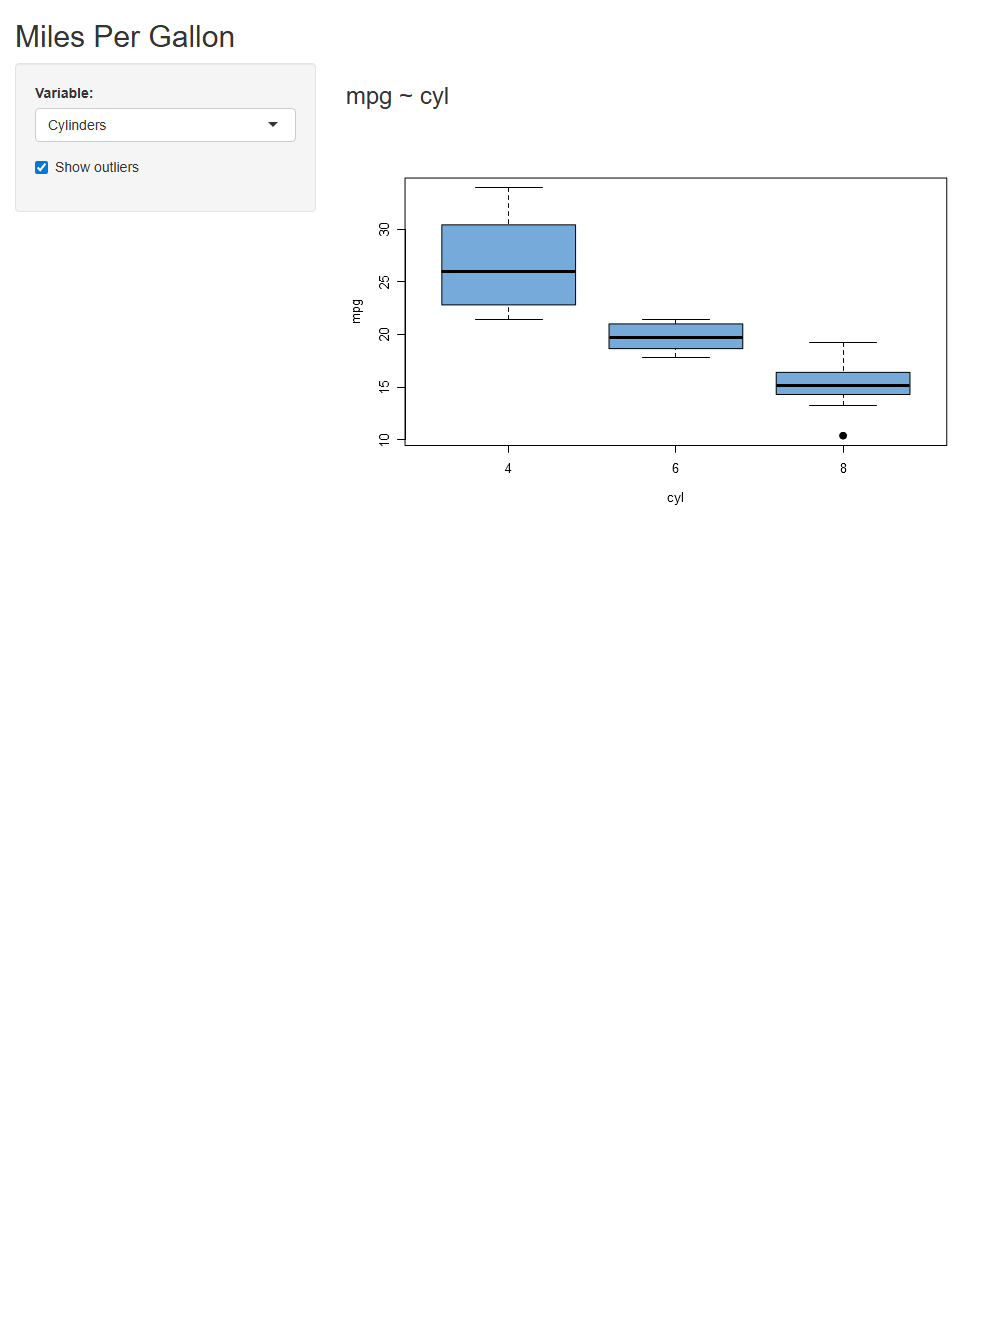 Miles Per Gallon
Variable:
Cylinders
Show outliers
mpg ~ cyl
30
25
20
15
10
mpg
4 6 8
cyl